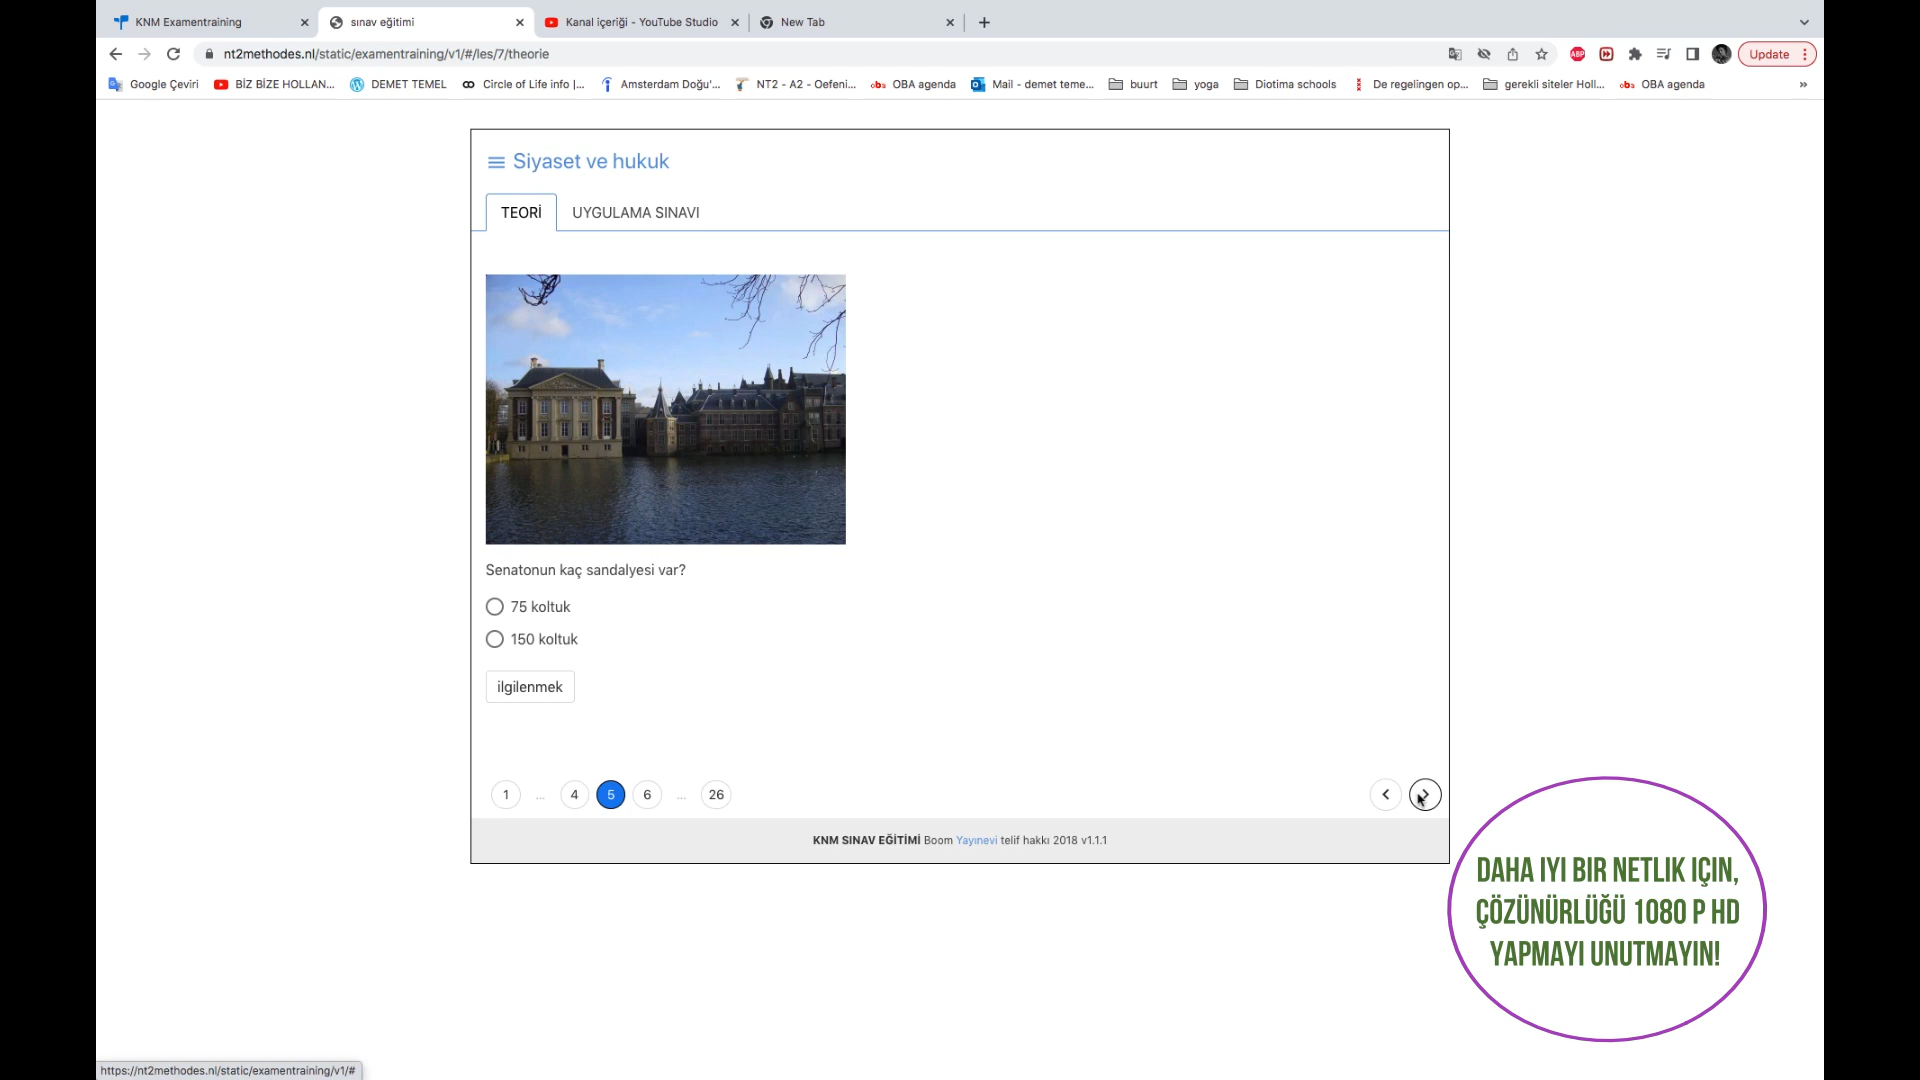 KNM Examentraining
sınav eğitimi
Kanal içeriği - YouTube Studio
New Tab
nt2methodes.nl/static/examentraining/v1/#/les/7/theorie
ABP
Update
Google Çeviri
BİZ BİZE HOLLAN...
DEMET TEMEL
Circle of Life info |...
Amsterdam Doğu'...
NT2 - A2 - Oefeni...
oba OBA agenda
Mail - demet teme...
buurt
yoga
Diotima schools
De regelingen op...
gerekli siteler Holl...
oba OBA agenda
»
Siyaset ve hukuk
TEORİ
UYGULAMA SINAVI
Senatonun kaç sandalyesi var?
75 koltuk
150 koltuk
ilgilenmek
1 ... 4 5 6 ... 26
KNM SINAV EĞİTİMİ Boom Yayınevi telif hakkı 2018 v1.1.1
DAHA IYI BIR NETLIK IÇIN,
ÇÖZÜNÜRLÜĞÜ 1080 P HD
YAPMAYI UNUTMAYIN!
https://nt2methodes.nl/static/examentraining/v1/#